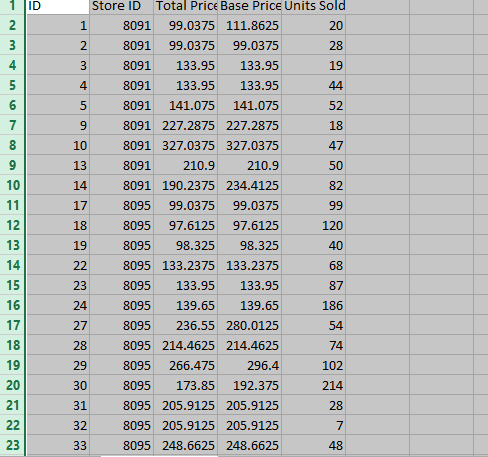 1 ID Store ID Total Price Base Price Units Sold
2 1 8091 99.0375 111.8625 20
3 2 8091 99.0375 99.0375 28
4 3 8091 133.95 133.95 19
5 4 8091 133.95 133.95 44
6 5 8091 141.075 141.075 52
7 9 8091 227.2875 227.2875 18
8 10 8091 327.0375 327.0375 47
9 13 8091 210.9 210.9 50
10 14 8091 190.2375 234.4125 82
11 17 8095 99.0375 99.0375 99
12 18 8095 97.6125 97.6125 120
13 19 8095 98.325 98.325 40
14 22 8095 133.2375 133.2375 68
15 23 8095 133.95 133.95 87
16 24 8095 139.65 139.65 186
17 27 8095 236.55 280.0125 54
18 28 8095 214.4625 214.4625 74
19 29 8095 266.475 296.4 102
20 30 8095 173.85 192.375 214
21 31 8095 205.9125 205.9125 28
22 32 8095 205.9125 205.9125 7
23 33 8095 248.6625 248.6625 48